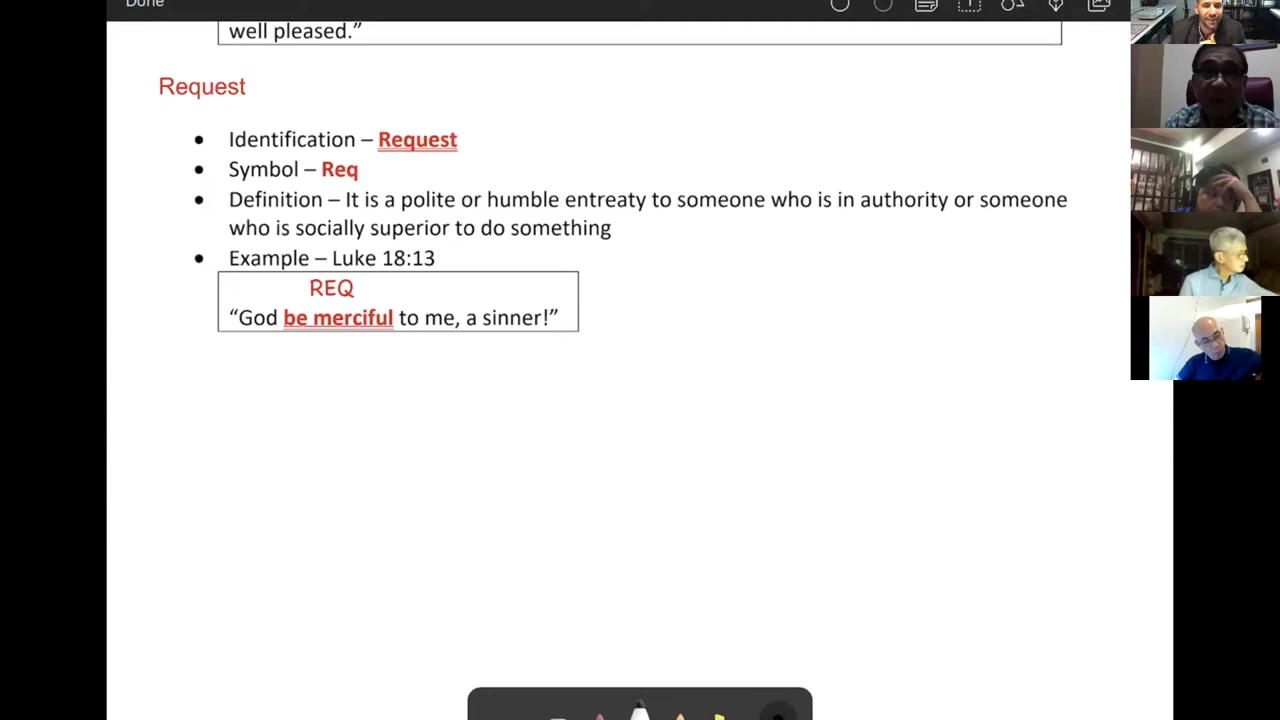 Done
well pleased.”
Request
• Identification – Request
• Symbol – Req
• Definition – It is a polite or humble entreaty to someone who is in authority or someone
who is socially superior to do something
• Example – Luke 18:13
REQ
“God be merciful to me, a sinner!”